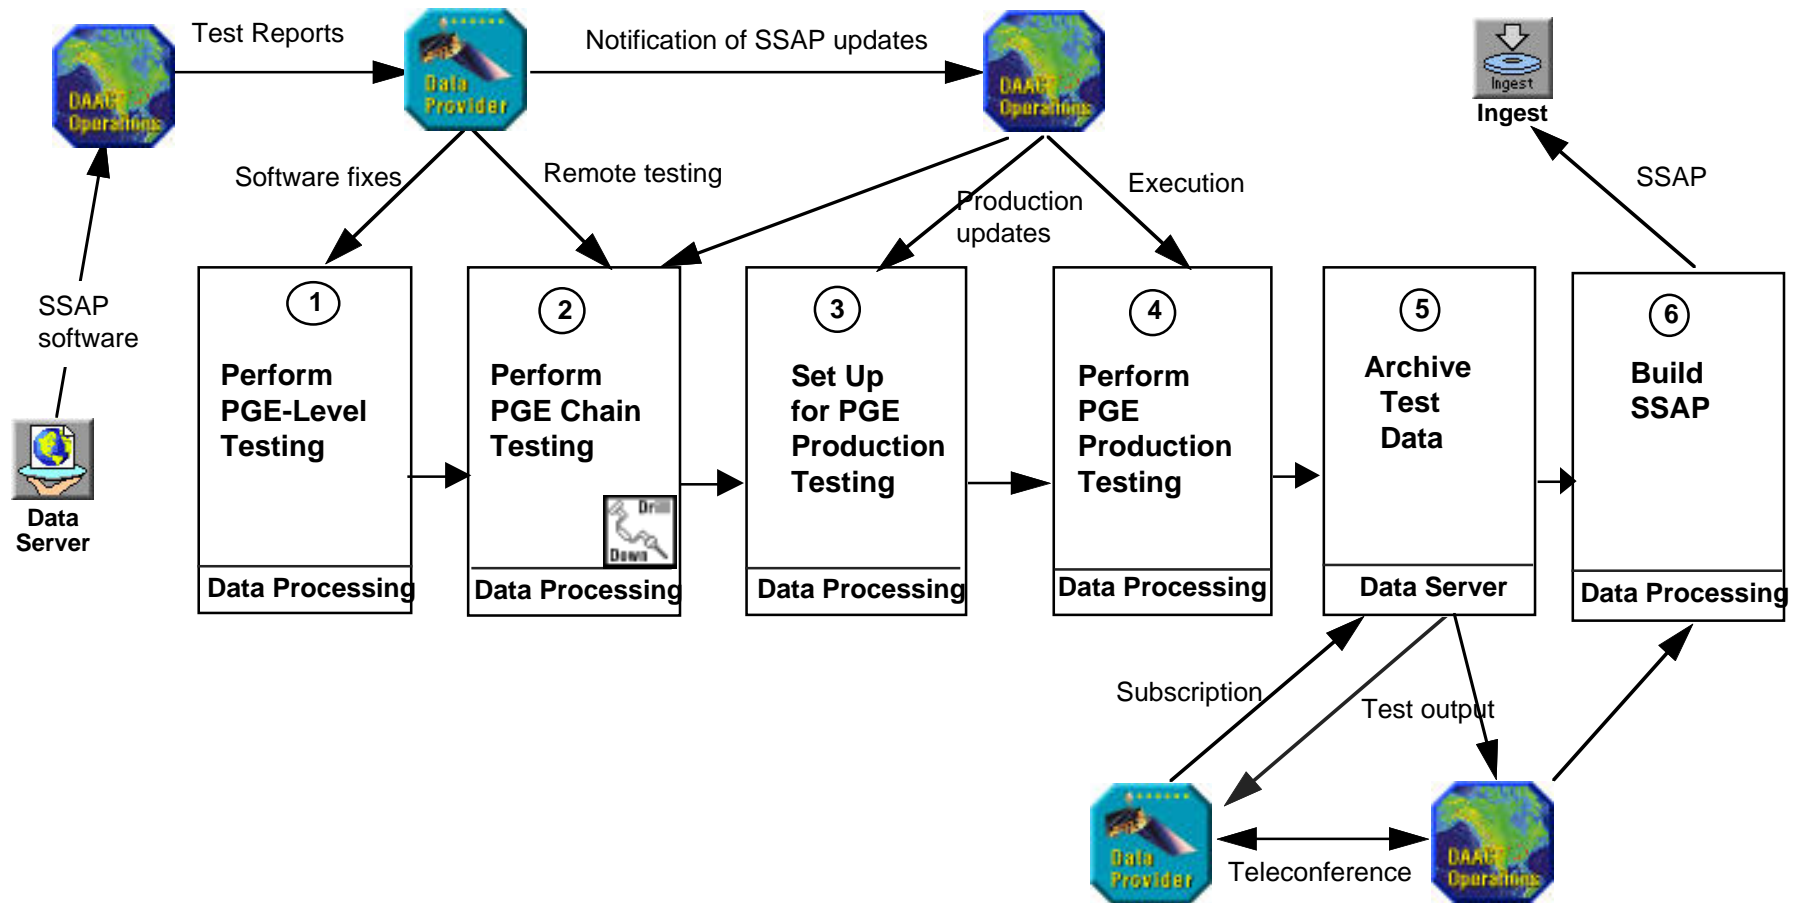 Test Reports
Notification of SSAP updates
DAAC
Operations
Data
Provider
DAAC
Operations
Ingest
Ingest
Software fixes
Remote testing
Production
updates
Execution
SSAP
SSAP
software
Data
Server
1
Perform
PGE-Level
Testing
Data Processing
2
Perform
PGE Chain
Testing
Drill
Down
Data Processing
3
Set Up
for PGE
Production
Testing
Data Processing
4
Perform
PGE
Production
Testing
Data Processing
5
Archive
Test
Data
Data Server
6
Build
SSAP
Data Processing
Subscription
Test output
Data
Provider
Teleconference
DAAC
Operations